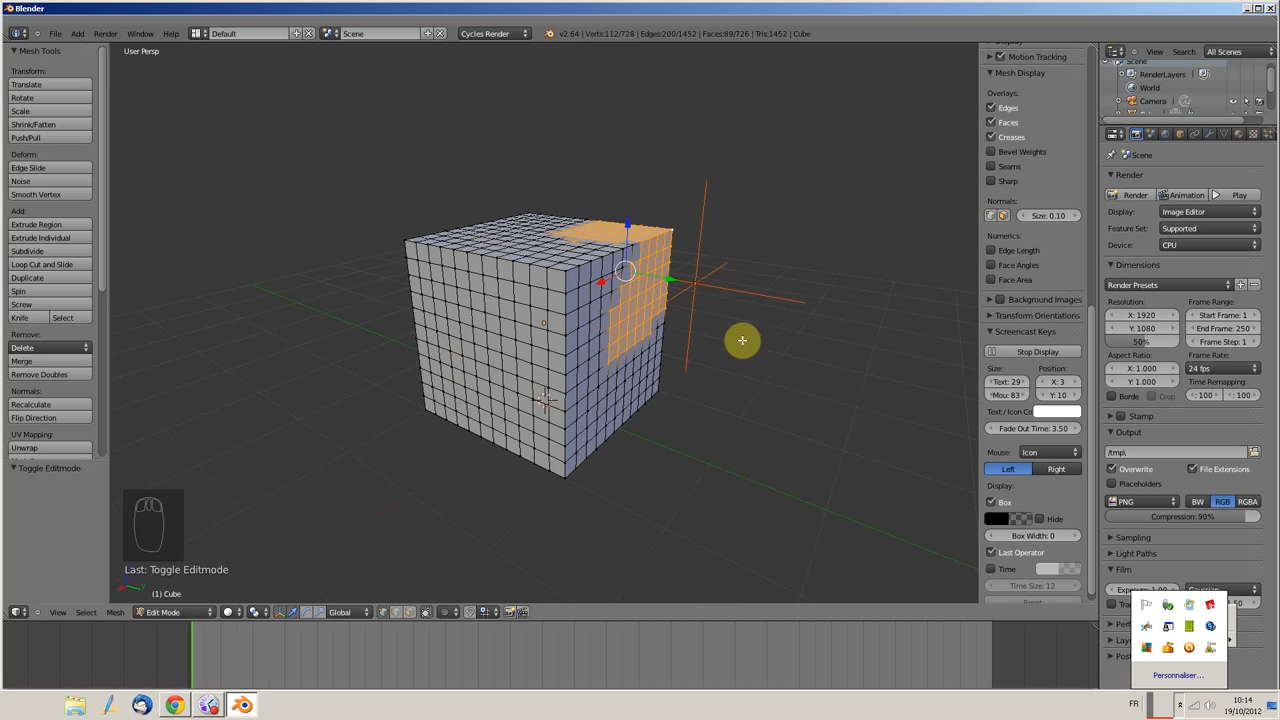 Blender
File Add Render Window Help Default Scene Cycles Render v2.64 | Verts:112/728 | Edges:200/1452 | Faces:89/726 | Tris:1452 | Cube
Mesh Tools
Transform:
Translate
Rotate
Scale
Shrink/Fatten
Push/Pull
Deform:
Edge Slide
Noise
Smooth Vertex
Add:
Extrude Region
Extrude Individual
Subdivide
Loop Cut and Slide
Duplicate
Spin
Screw
Knife Select
Remove:
Delete
Merge
Remove Doubles
Normals:
Recalculate
Flip Direction
UV Mapping:
Unwrap
Toggle Editmode
User Persp
Last: Toggle Editmode
(1) Cube
View Select Mesh Edit Mode Global
Motion Tracking
Mesh Display
Overlays:
Edges
Faces
Creases
Bevel Weights
Seams
Sharp
Normals:
Size: 0.10
Numerics:
Edge Length
Face Angles
Face Area
Background Images
Transform Orientations
Screencast Keys
Stop Display
Size: Position:
Text: 29 X: 3
Mou: 83 Y: 10
Text / Icon Co
Fade Out Time: 3.50
Mouse: Icon
Left Right
Display:
Box
Hide
Box Width: 0
Last Operator
Time
Time Size: 12
View Search All Scenes
Scene
RenderLayers
World
Camera
Scene
Render
Render Animation Play
Display: Image Editor
Feature Set: Supported
Device: CPU
Dimensions
Render Presets
Resolution: Frame Range:
X: 1920 Start Frame: 1
Y: 1080 End Frame: 250
50% Frame Step: 1
Aspect Ratio: Frame Rate:
X: 1.000 24 fps
Y: 1.000 Time Remapping:
Borde Crop : 100 : 100
Stamp
Output
/tmp\
Overwrite File Extensions
Placeholders
PNG BW RGB RGBA
Compression: 90%
Sampling
Light Paths
Film
Personnaliser...
FR 10:14
19/10/2012